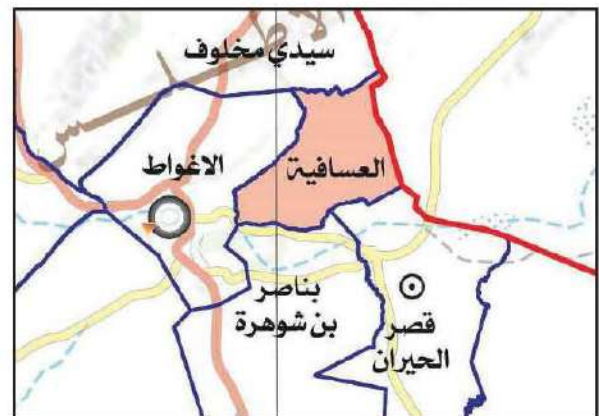 سيدي مخلوف
الاغواط
العسافية
بناصر
بن شوهرة
قصر
الحيران